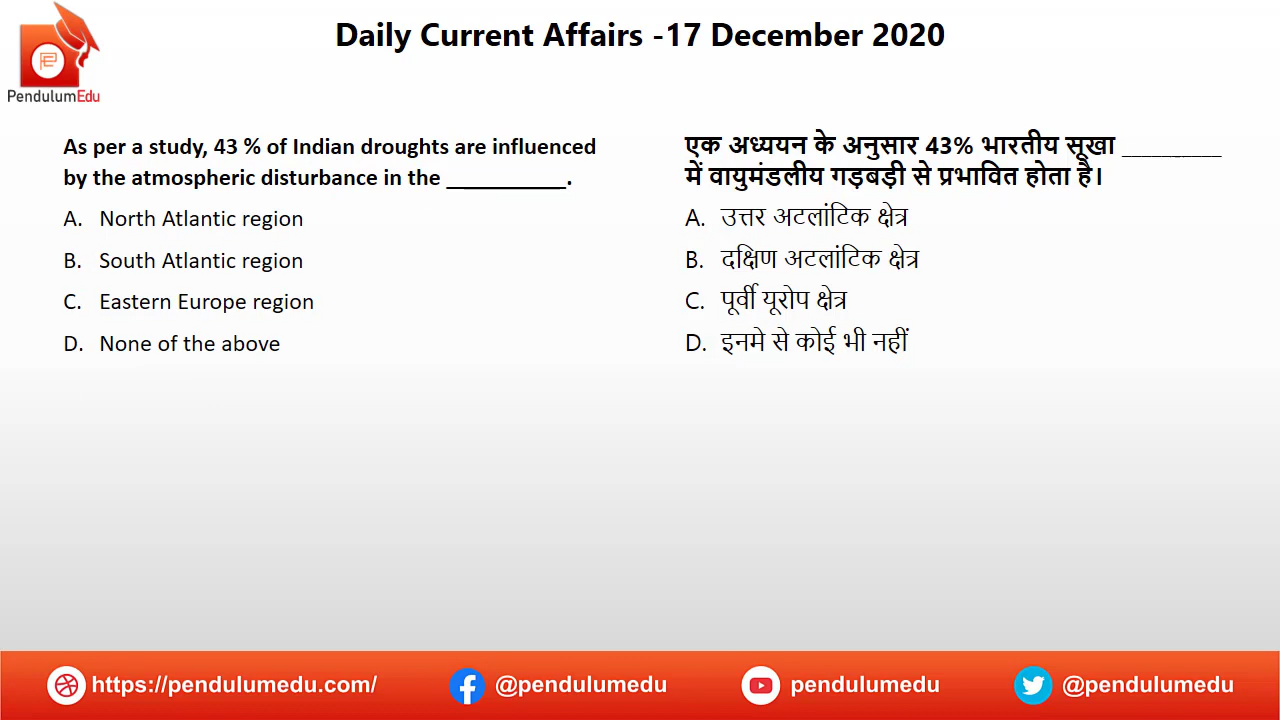 Daily Current Affairs -17 December 2020
PendulumEdu
As per a study, 43 % of Indian droughts are influenced
by the atmospheric disturbance in the __________.
A. North Atlantic region
B. South Atlantic region
C. Eastern Europe region
D. None of the above
एक अध्ययन के अनुसार 43% भारतीय सूखा __________
में वायुमंडलीय गड़बड़ी से प्रभावित होता है।
A. उत्तर अटलांटिक क्षेत्र
B. दक्षिण अटलांटिक क्षेत्र
C. पूर्वी यूरोप क्षेत्र
D. इनमे से कोई भी नहीं
https://pendulumedu.com/ @pendulumedu pendulumedu @pendulumedu